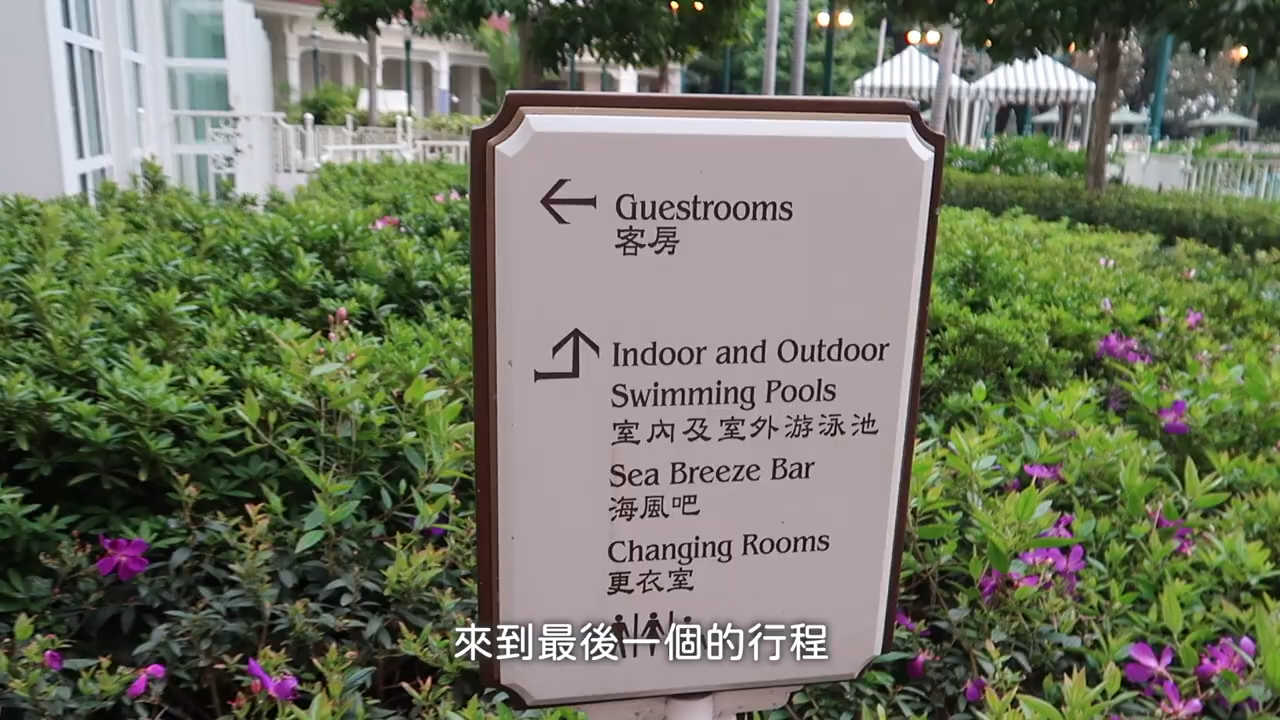 Guestrooms
客房
Indoor and Outdoor
Swimming Pools
室內及室外游泳池
Sea Breeze Bar
海風吧
Changing Rooms
更衣室
來到最後一個的行程